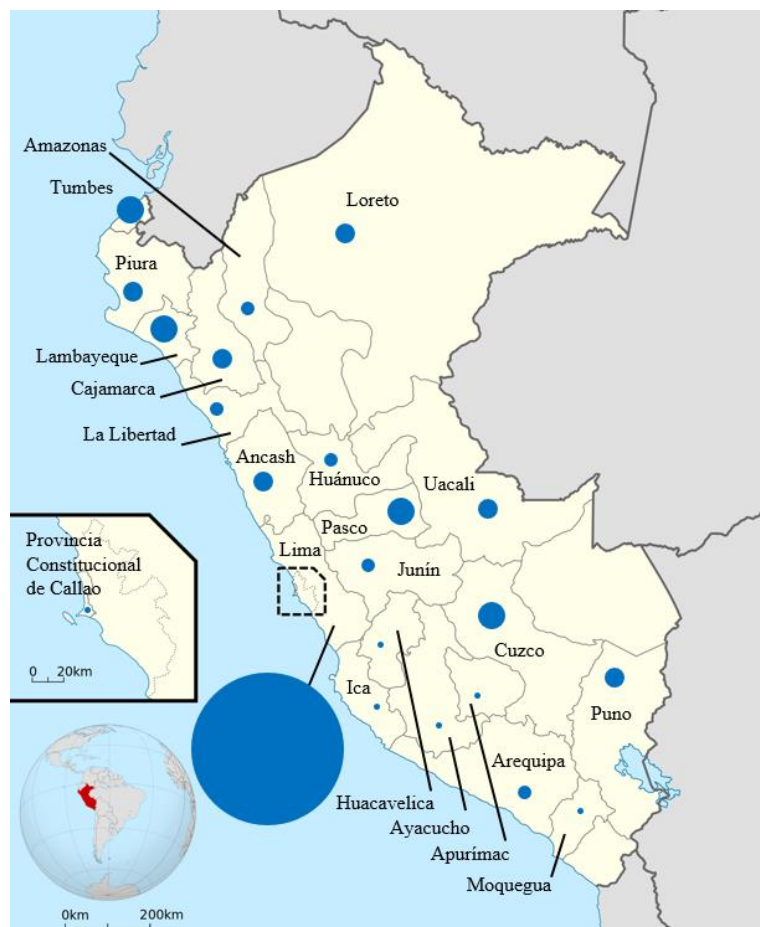 Amazonas
Tumbes
Loreto
Piura
Lambayeque
Cajamarca
La Libertad
Ancash
Huánuco
Uacali
Pasco
Lima
Junín
Provincia
Constitucional
de Callao
0 20km
Cuzco
Ica
Puno
Arequipa
Huacavelica
Ayacucho
Apurímac
Moquegua
0km 200km